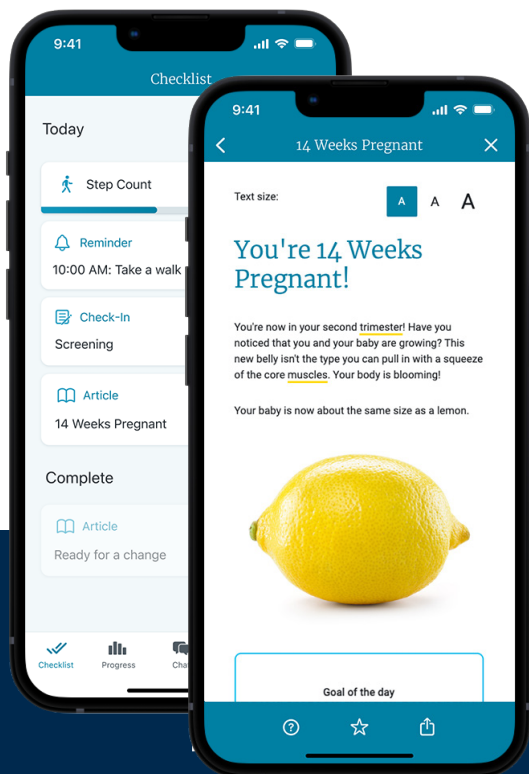 9:41
Checklist
Today
Step Count
Reminder
10:00 AM: Take a walk
Check-In
Screening
Article
14 Weeks Pregnant
Complete
Article
Ready for a change
Checklist
Progress
9:41
14 Weeks Pregnant
Text size:
A A A
You're 14 Weeks
Pregnant!
You're now in your second trimester! Have you
noticed that you and your baby are growing? This
new belly isn't the type you can pull in with a squeeze
of the core muscles. Your body is blooming!
Your baby is now about the same size as a lemon.
Goal of the day